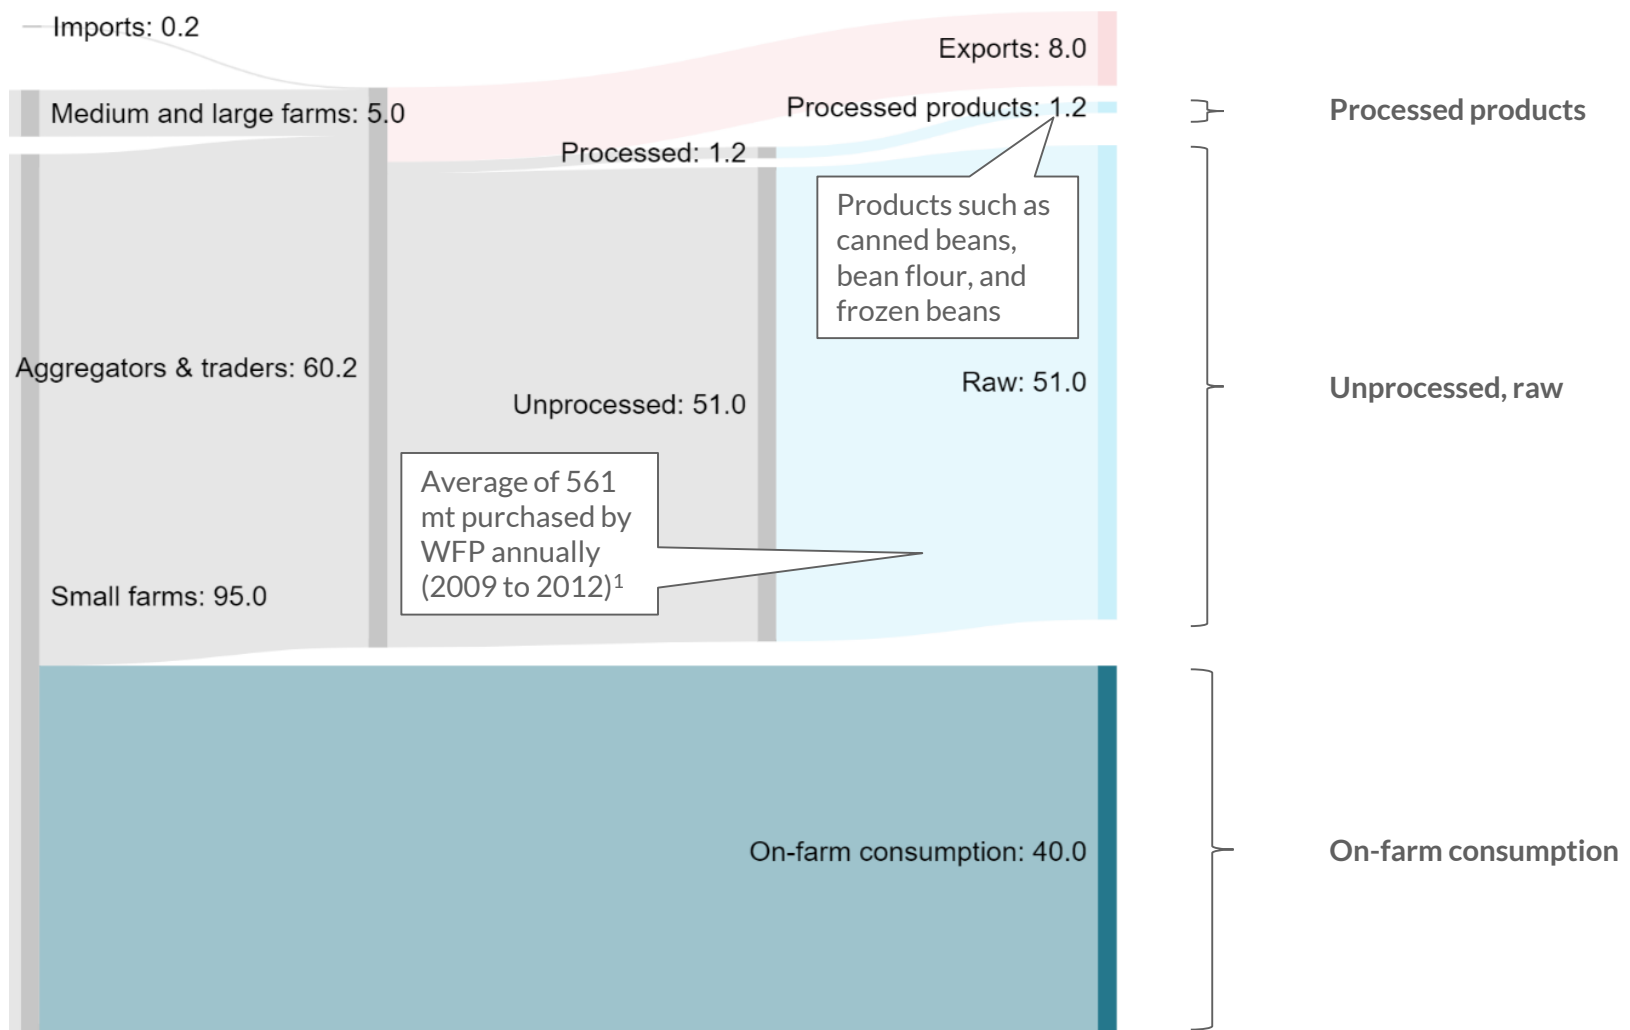 Imports: 0.2
Exports: 8.0
Medium and large farms: 5.0
Processed products: 1.2
Processed products
Processed: 1.2
Products such as
canned beans,
bean flour, and
frozen beans
Aggregators & traders: 60.2
Raw: 51.0
Unprocessed, raw
Unprocessed: 51.0
Average of 561
mt purchased by
WFP annually
(2009 to 2012)¹
Small farms: 95.0
On-farm consumption: 40.0
On-farm consumption